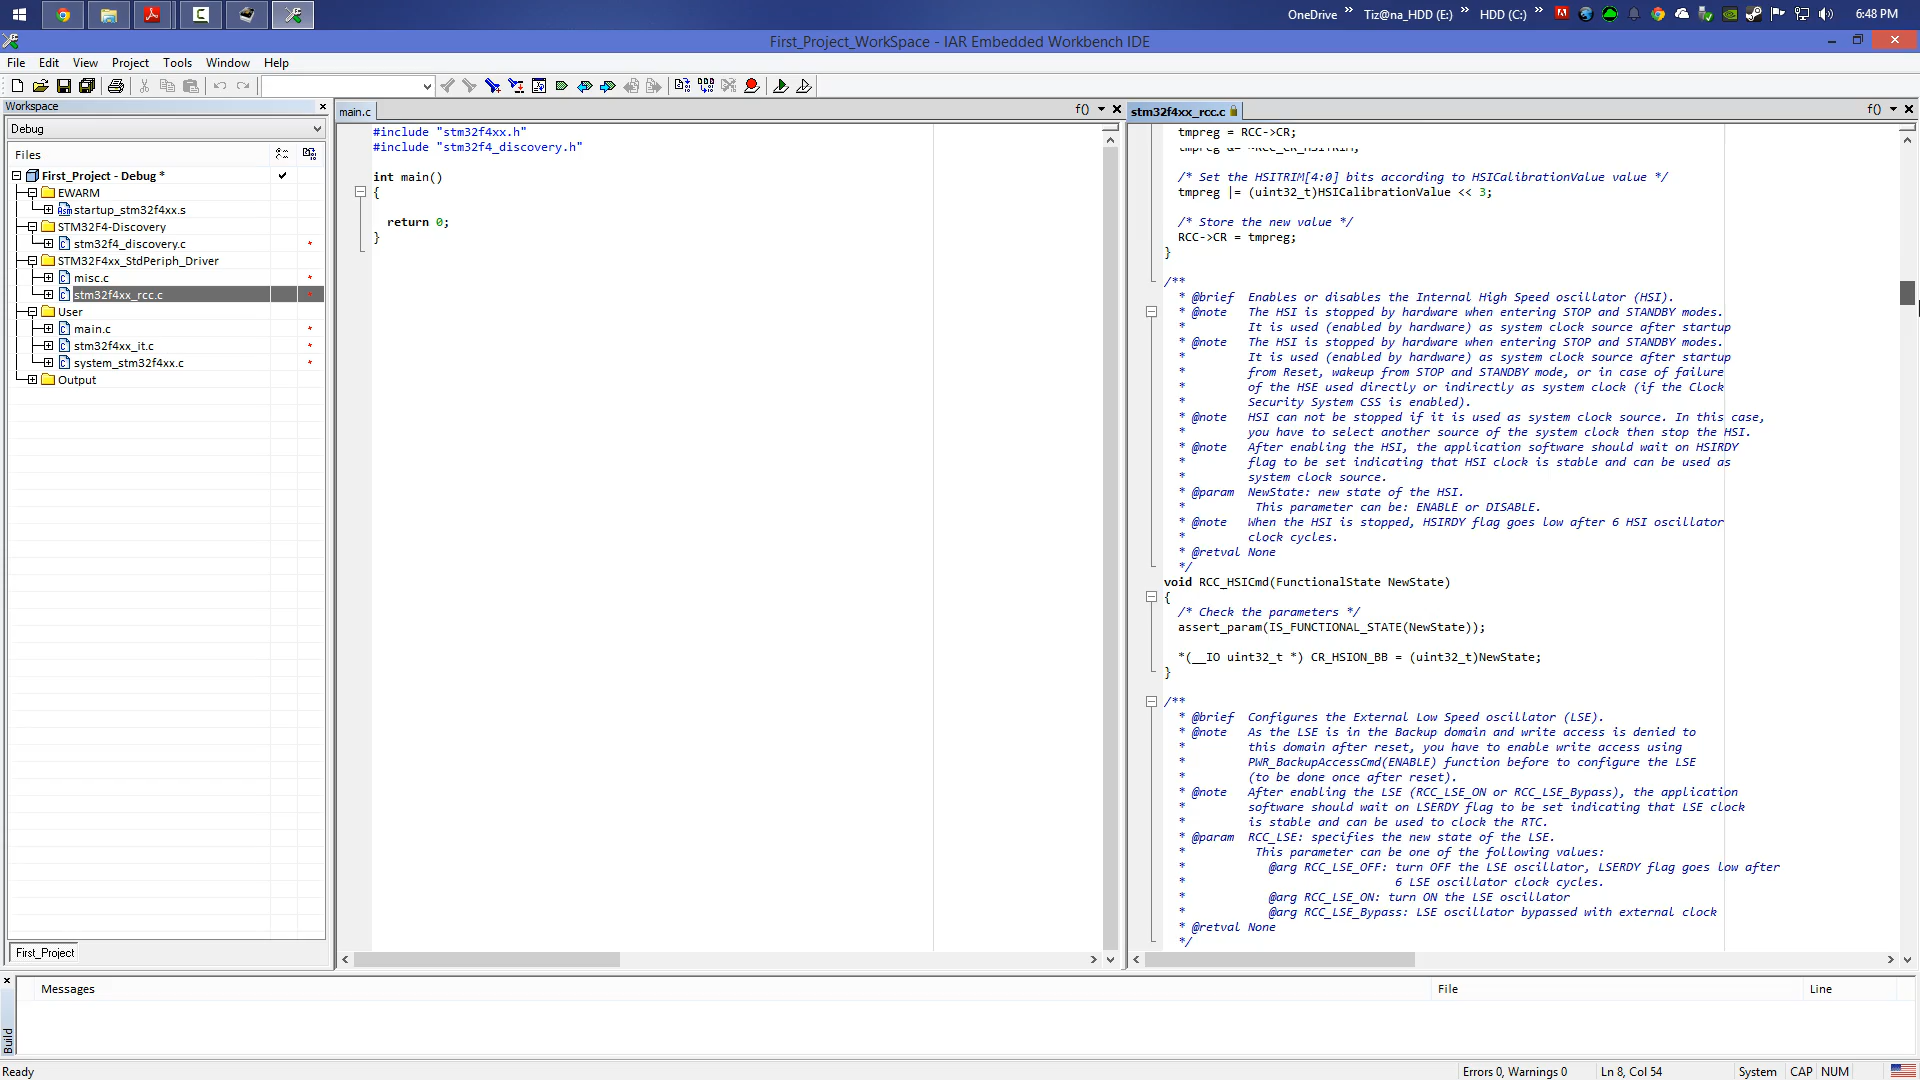 OneDrive » Tiz@na_HDD (E:) » HDD (C:) » 6:48 PM
First_Project_WorkSpace - IAR Embedded Workbench IDE
File Edit View Project Tools Window Help
Workspace
Debug
Files
First_Project - Debug *
EWARM
startup_stm32f4xx.s
STM32F4-Discovery
stm32f4_discovery.c
STM32F4xx_StdPeriph_Driver
misc.c
stm32f4xx_rcc.c
User
main.c
stm32f4xx_it.c
system_stm32f4xx.c
Output
First_Project
main.c f()
#include "stm32f4xx.h"
#include "stm32f4_discovery.h"
int main()
{
return 0;
}
stm32f4xx_rcc.c f()
tmpreg = RCC->CR;
tmpreg &= ~RCC_CR_HSITRIM;
/* Set the HSITRIM[4:0] bits according to HSICalibrationValue value */
tmpreg |= (uint32_t)HSICalibrationValue << 3;
/* Store the new value */
RCC->CR = tmpreg;
}
/**
* @brief Enables or disables the Internal High Speed oscillator (HSI).
* @note The HSI is stopped by hardware when entering STOP and STANDBY modes.
* It is used (enabled by hardware) as system clock source after startup
* @note The HSI is stopped by hardware when entering STOP and STANDBY modes.
* It is used (enabled by hardware) as system clock source after startup
* from Reset, wakeup from STOP and STANDBY mode, or in case of failure
* of the HSE used directly or indirectly as system clock (if the Clock
* Security System CSS is enabled).
* @note HSI can not be stopped if it is used as system clock source. In this case,
* you have to select another source of the system clock then stop the HSI.
* @note After enabling the HSI, the application software should wait on HSIRDY
* flag to be set indicating that HSI clock is stable and can be used as
* system clock source.
* @param NewState: new state of the HSI.
* This parameter can be: ENABLE or DISABLE.
* @note When the HSI is stopped, HSIRDY flag goes low after 6 HSI oscillator
* clock cycles.
* @retval None
*/
void RCC_HSICmd(FunctionalState NewState)
{
/* Check the parameters */
assert_param(IS_FUNCTIONAL_STATE(NewState));
*(__IO uint32_t *) CR_HSION_BB = (uint32_t)NewState;
}
/**
* @brief Configures the External Low Speed oscillator (LSE).
* @note As the LSE is in the Backup domain and write access is denied to
* this domain after reset, you have to enable write access using
* PWR_BackupAccessCmd(ENABLE) function before to configure the LSE
* (to be done once after reset).
* @note After enabling the LSE (RCC_LSE_ON or RCC_LSE_Bypass), the application
* software should wait on LSERDY flag to be set indicating that LSE clock
* is stable and can be used to clock the RTC.
* @param RCC_LSE: specifies the new state of the LSE.
* This parameter can be one of the following values:
* @arg RCC_LSE_OFF: turn OFF the LSE oscillator, LSERDY flag goes low after
* 6 LSE oscillator clock cycles.
* @arg RCC_LSE_ON: turn ON the LSE oscillator
* @arg RCC_LSE_Bypass: LSE oscillator bypassed with external clock
* @retval None
*/
Messages File Line
Build
Ready Errors 0, Warnings 0 Ln 8, Col 54 System CAP NUM